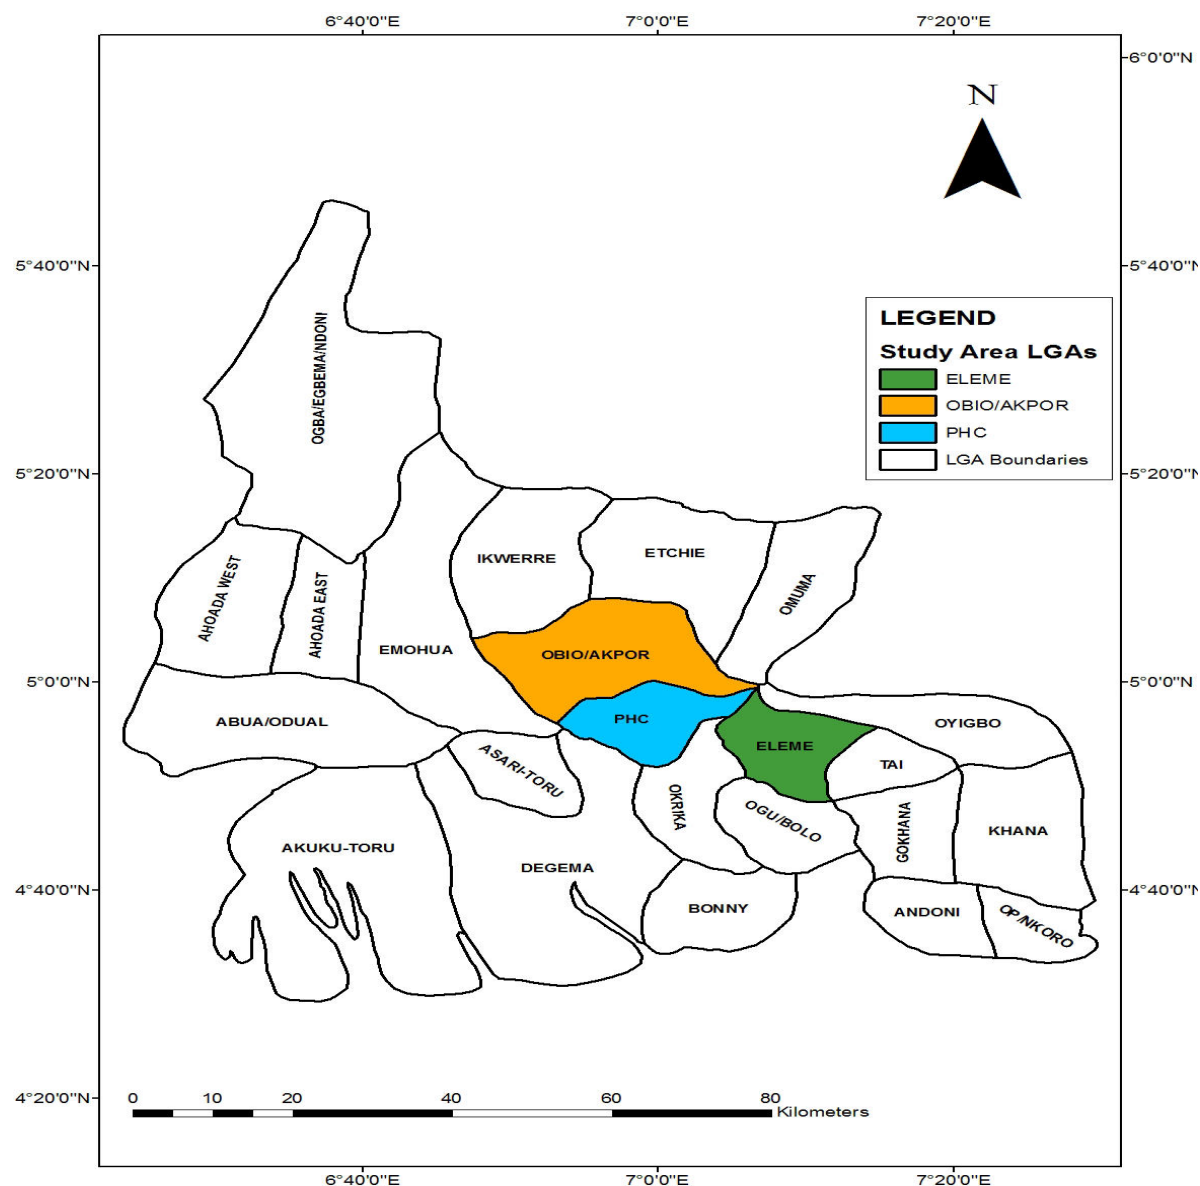 6°40'0"E 7°0'0"E 7°20'0"E
6°0'0"N
N
5°40'0"N 5°40'0"N
LEGEND
Study Area LGAs
ELEME
OBIO/AKPOR
PHC
LGA Boundaries
OGBA/EGBEMA/NDONI
5°20'0"N 5°20'0"N
IKWERRE
ETCHIE
OMUMA
AHOADA WEST
AHOADA EAST
EMOHUA
OBIO/AKPOR
5°0'0"N 5°0'0"N
ABUA/ODUAL
PHC
OYIGBO
ELEME
TAI
ASARI-TORU
OKRIKA
OGU/BOLO
GOKHANA
KHANA
AKUKU-TORU
DEGEMA
4°40'0"N 4°40'0"N
BONNY
ANDONI
OP/NKORO
4°20'0"N 4°20'0"N
0 10 20 40 60 80
Kilometers
6°40'0"E 7°0'0"E 7°20'0"E